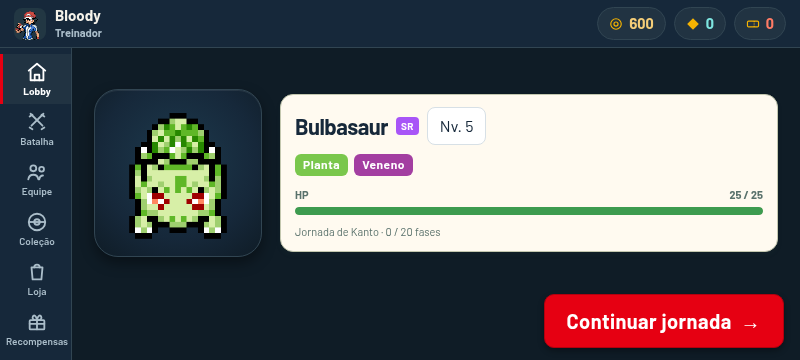 Bloody
Treinador
600
0
0
Lobby
Batalha
Equipe
Coleção
Loja
Recompensas
Bulbasaur SR Nv. 5
Planta Veneno
HP 25 / 25
Jornada de Kanto · 0 / 20 fases
Continuar jornada →